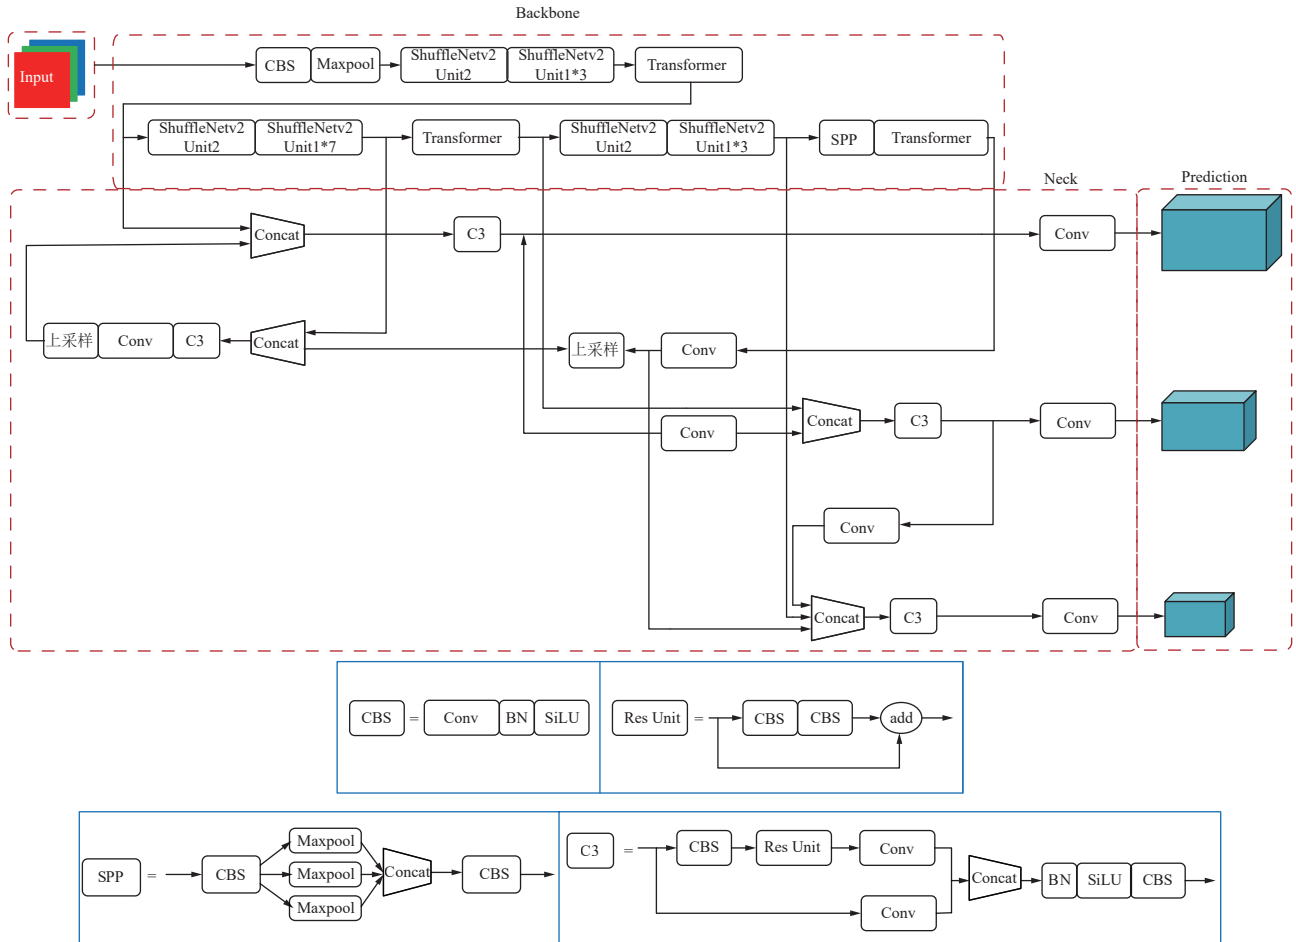 Backbone
Input
CBS
Maxpool
ShuffleNetv2
Unit2
ShuffleNetv2
Unit1*3
Transformer
ShuffleNetv2
Unit2
ShuffleNetv2
Unit1*7
Transformer
ShuffleNetv2
Unit2
ShuffleNetv2
Unit1*3
SPP
Transformer
Neck
Prediction
Concat
C3
Conv
上采样
Conv
C3
Concat
上采样
Conv
Conv
Concat
C3
Conv
Conv
Concat
C3
Conv
CBS
=
Conv
BN
SiLU
Res Unit
=
CBS
CBS
add
SPP
=
CBS
Maxpool
Maxpool
Maxpool
Concat
CBS
C3
=
CBS
Res Unit
Conv
Conv
Concat
BN
SiLU
CBS